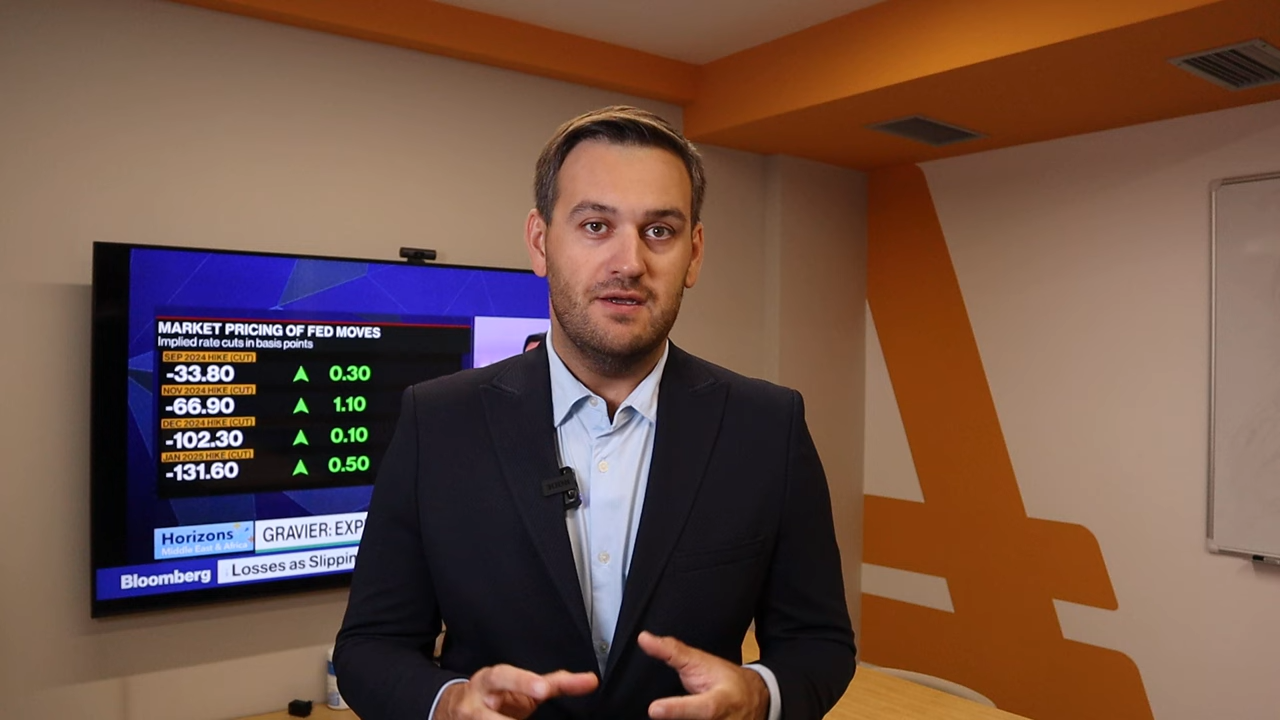 MARKET PRICING OF FED MOVES
Implied rate cuts in basis points
SEP 2024 HIKE (CUT)
-33.80 ▲ 0.30
NOV 2024 HIKE (CUT)
-66.90 ▲ 1.10
DEC 2024 HIKE (CUT)
-102.30 ▲ 0.10
JAN 2025 HIKE (CUT)
-131.60 ▲ 0.50
Horizons
Middle East & Africa
GRAVIER: EXP
Bloomberg
Losses as Slippin